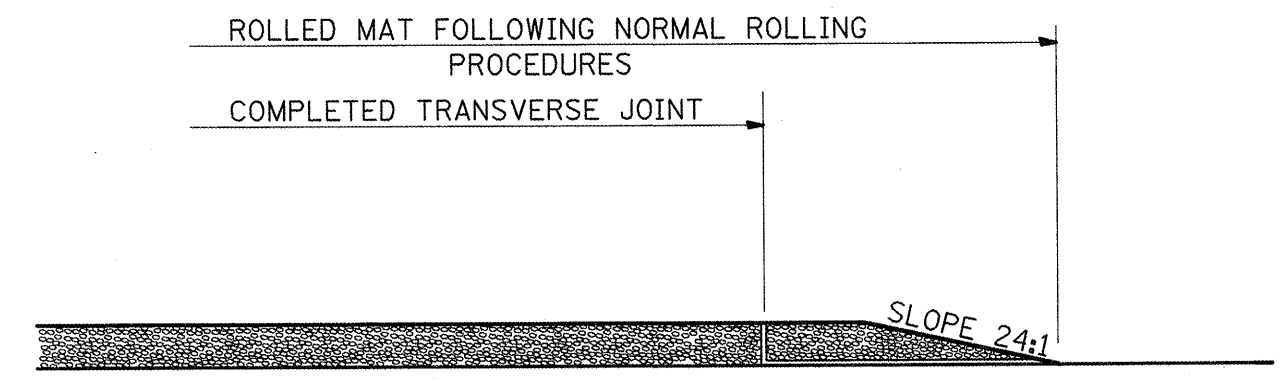 ROLLED MAT FOLLOWING NORMAL ROLLING
PROCEDURES
COMPLETED TRANSVERSE JOINT
SLOPE 24:1